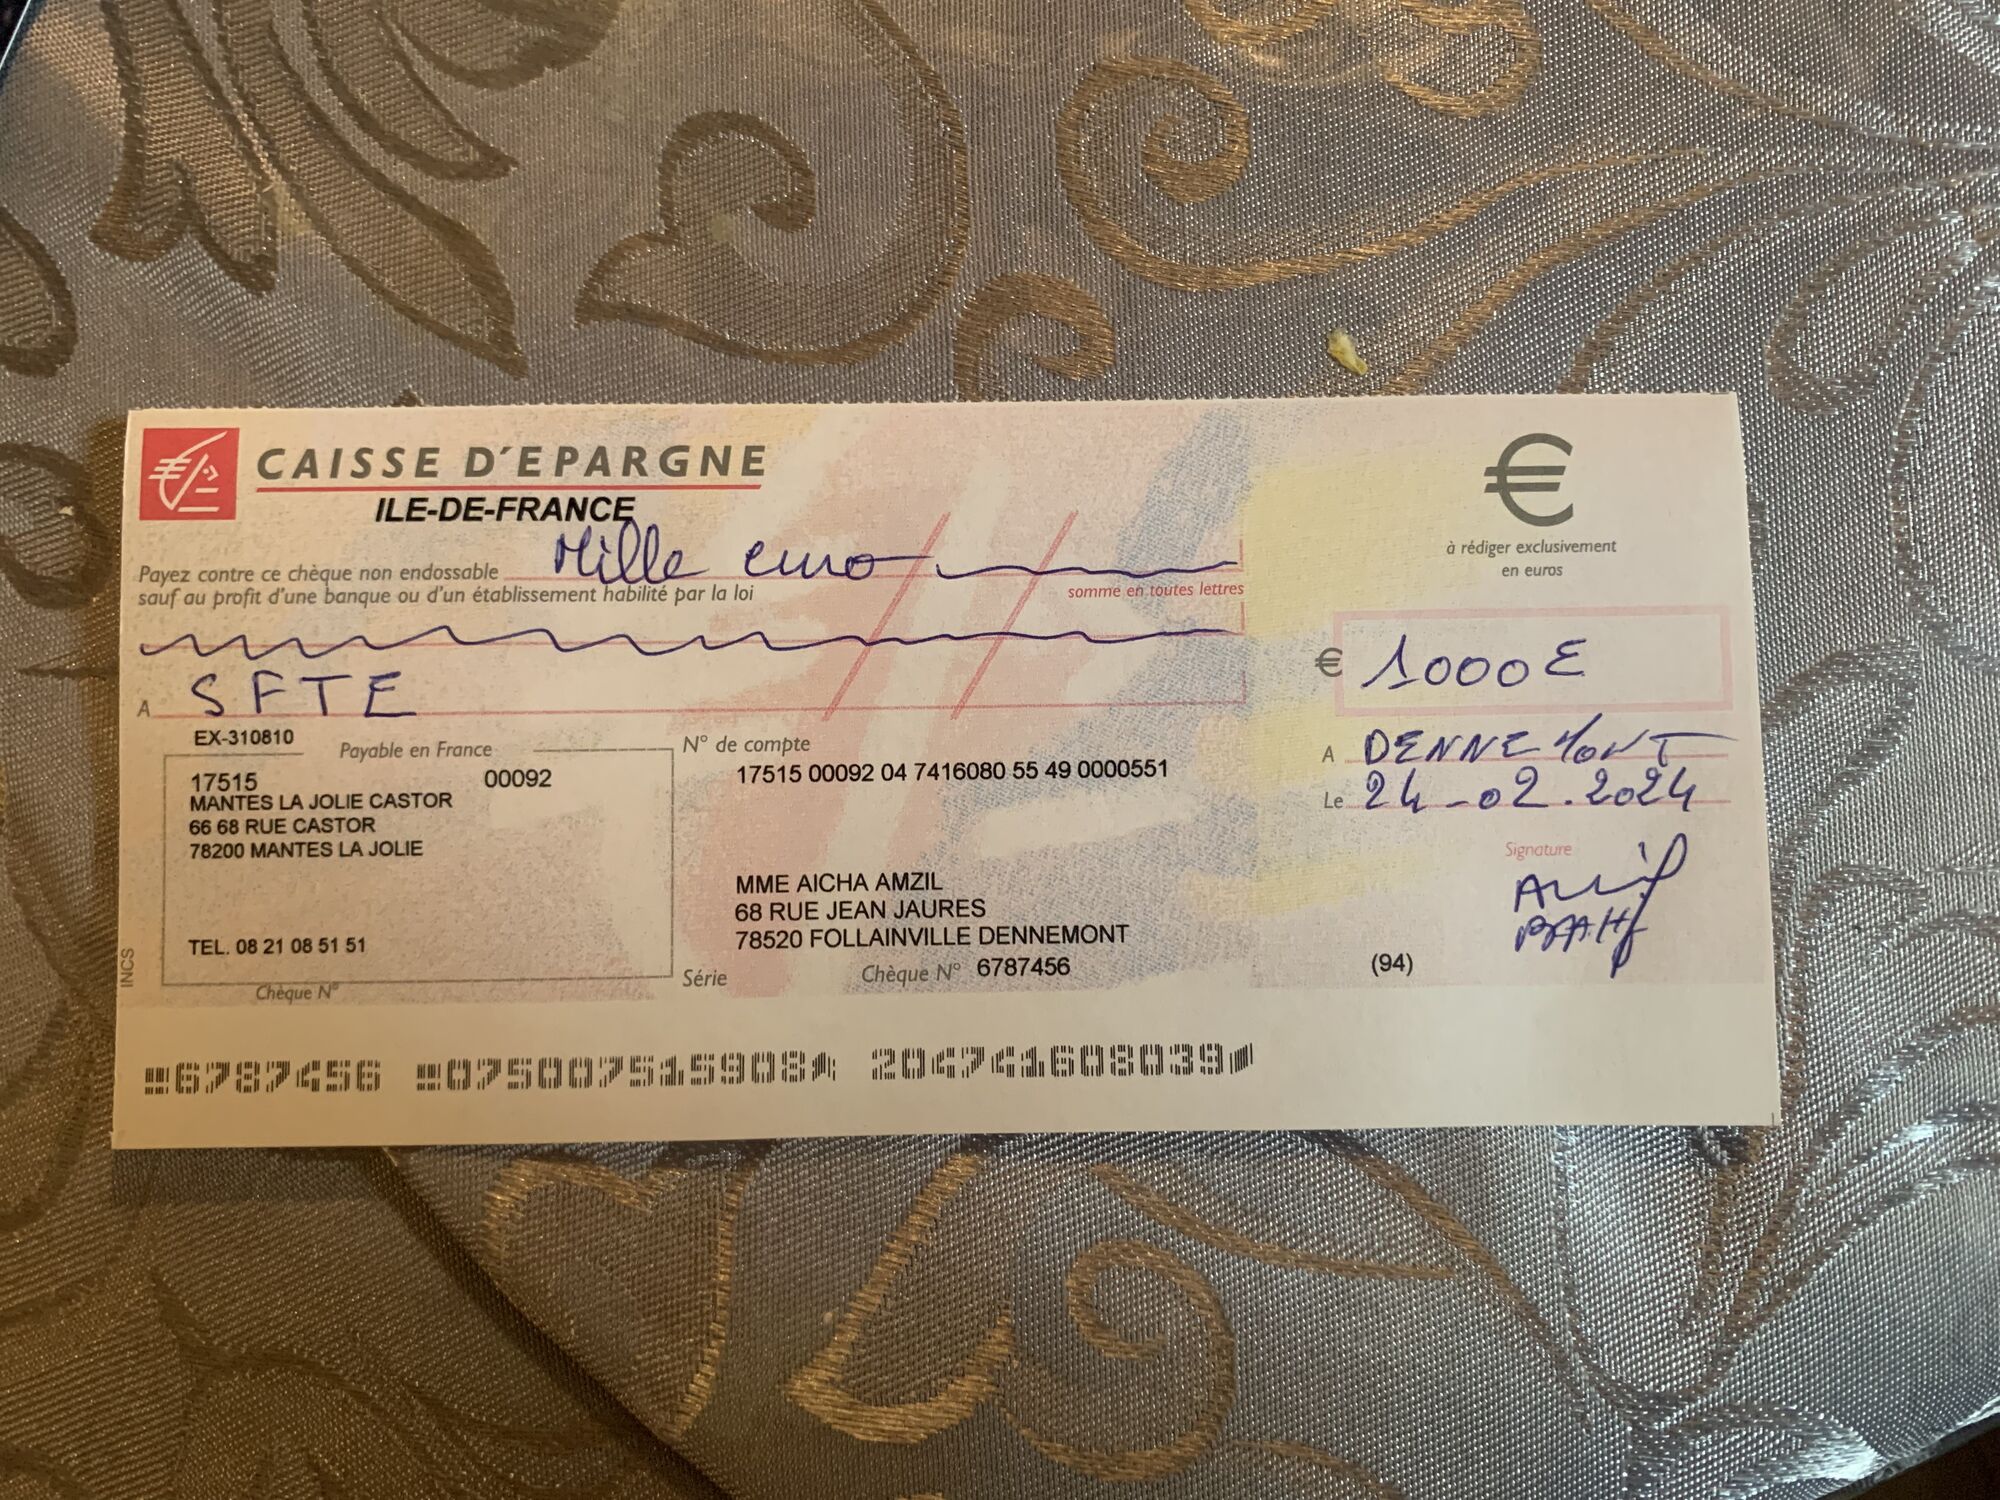 CAISSE D'EPARGNE
ILE-DE-FRANCE
€
à rédiger exclusivement
en euros
Payez contre ce chèque non endossable Mille euro
sauf au profit d'une banque ou d'un établissement habilité par la loi
somme en toutes lettres
€ 1000€
A SFTE
EX-310810
Payable en France
17515 00092
MANTES LA JOLIE CASTOR
66 68 RUE CASTOR
78200 MANTES LA JOLIE
TEL. 08 21 08 51 51
Chèque N°
INCS
N° de compte
17515 00092 04 7416080 55 49 0000551
MME AICHA AMZIL
68 RUE JEAN JAURES
78520 FOLLAINVILLE DENNEMONT
Série Chèque N° 6787456
(94)
A DENNEMONT
Le 24-02.2024
Signature
6787456 075007515908 204741608039